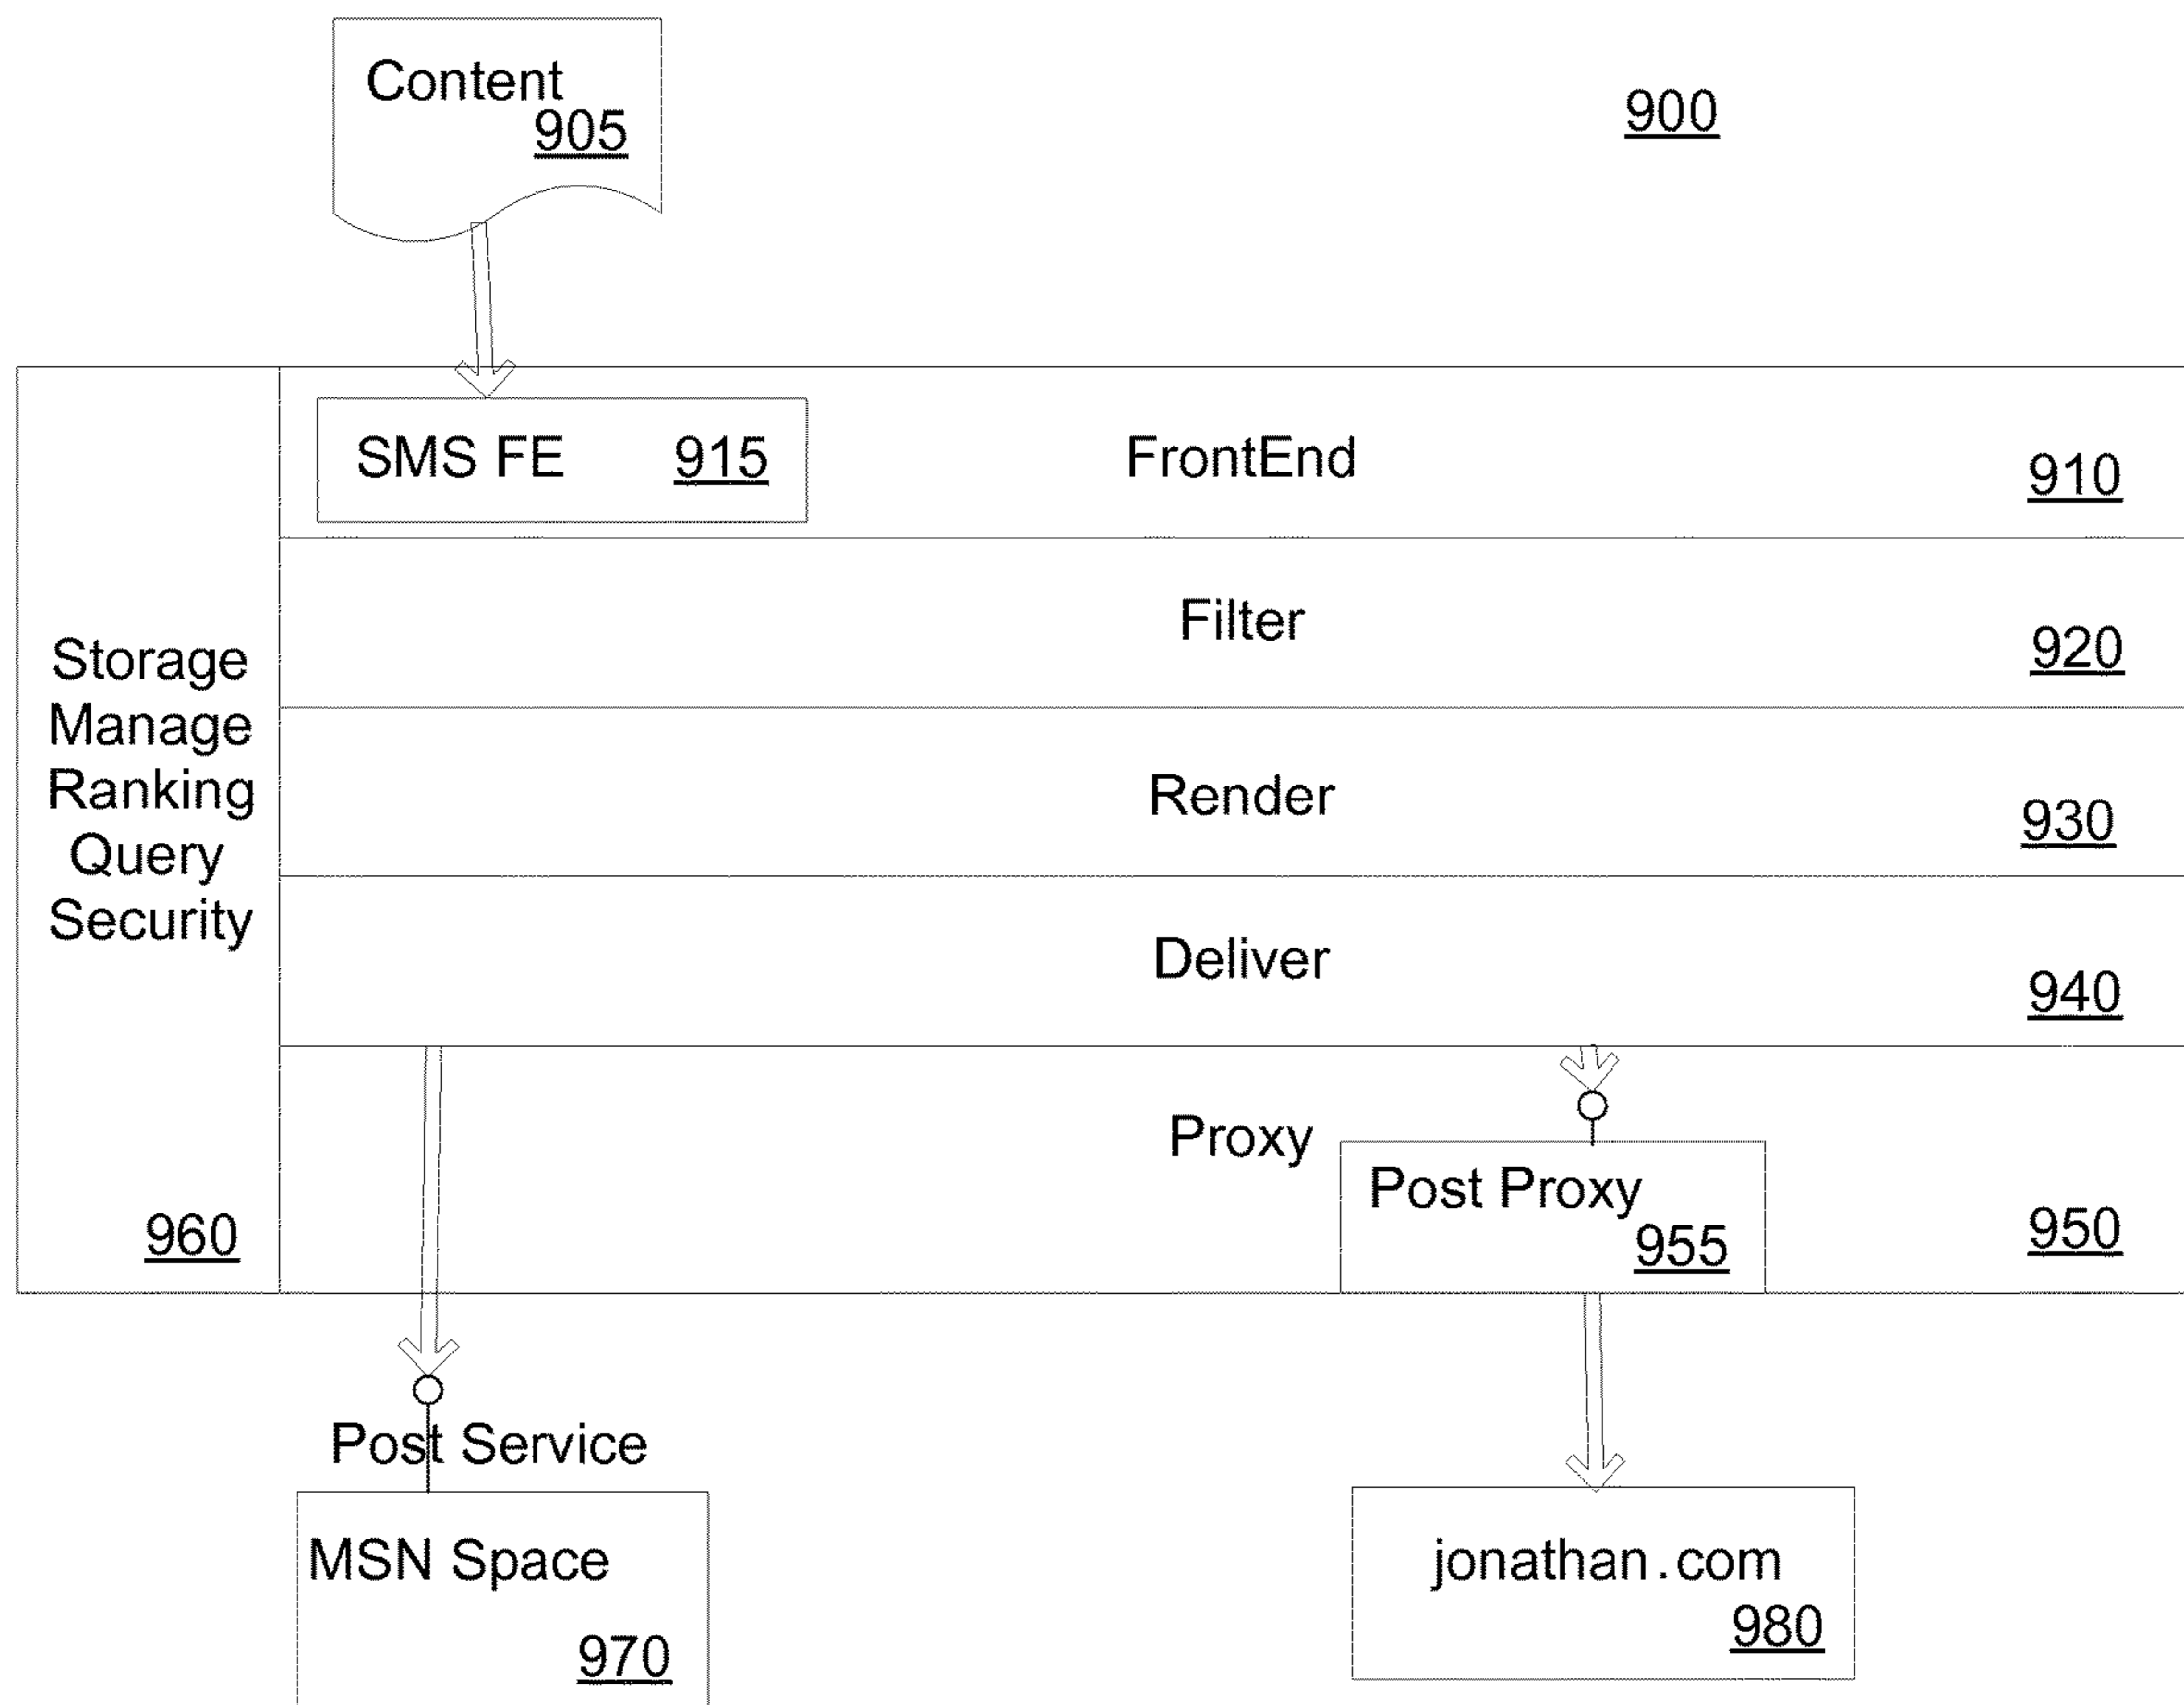 Content
905
900
SMS FE 915
FrontEnd
910
Filter
920
Storage
Manage
Ranking
Query
Security
Render
930
Deliver
940
Proxy
Post Proxy
955
950
960
Post Service
MSN Space
970
jonathan.com
980